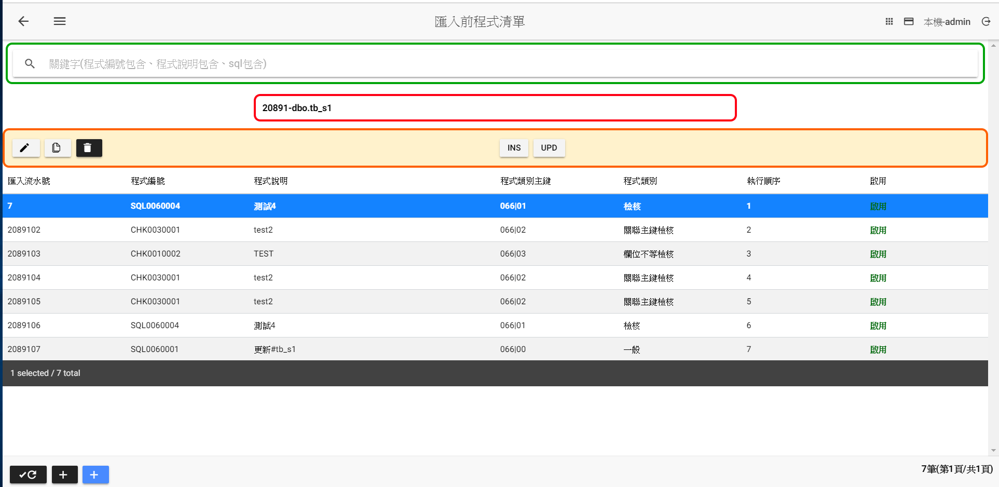 匯入前程式清單
本機-admin
關鍵字(程式編號包含、程式說明包含、sql包含)
20891-dbo.tb_s1
INS UPD
匯入流水號 程式編號 程式說明 程式類別主鍵 程式類別 執行順序 啟用
7 SQL0060004 測試4 066|01 檢核 1 啟用
2089102 CHK0030001 test2 066|02 關聯主鍵檢核 2 啟用
2089103 CHK0010002 TEST 066|03 欄位不等檢核 3 啟用
2089104 CHK0030001 test2 066|02 關聯主鍵檢核 4 啟用
2089105 CHK0030001 test2 066|02 關聯主鍵檢核 5 啟用
2089106 SQL0060004 測試4 066|01 檢核 6 啟用
2089107 SQL0060001 更新#tb_s1 066|00 一般 7 啟用
1 selected / 7 total
7筆(第1頁/共1頁)